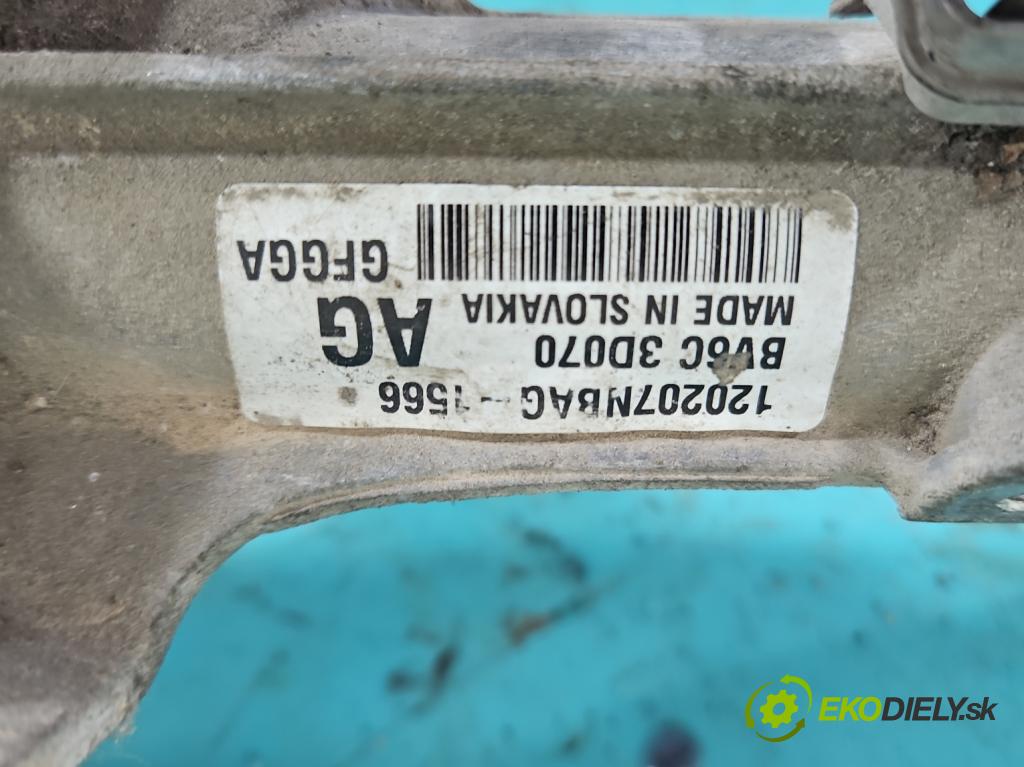 120207NBAG-1566
BV6C 3D070 AG
MADE IN SLOVAKIA
GFGGA
EKODIELY.sk